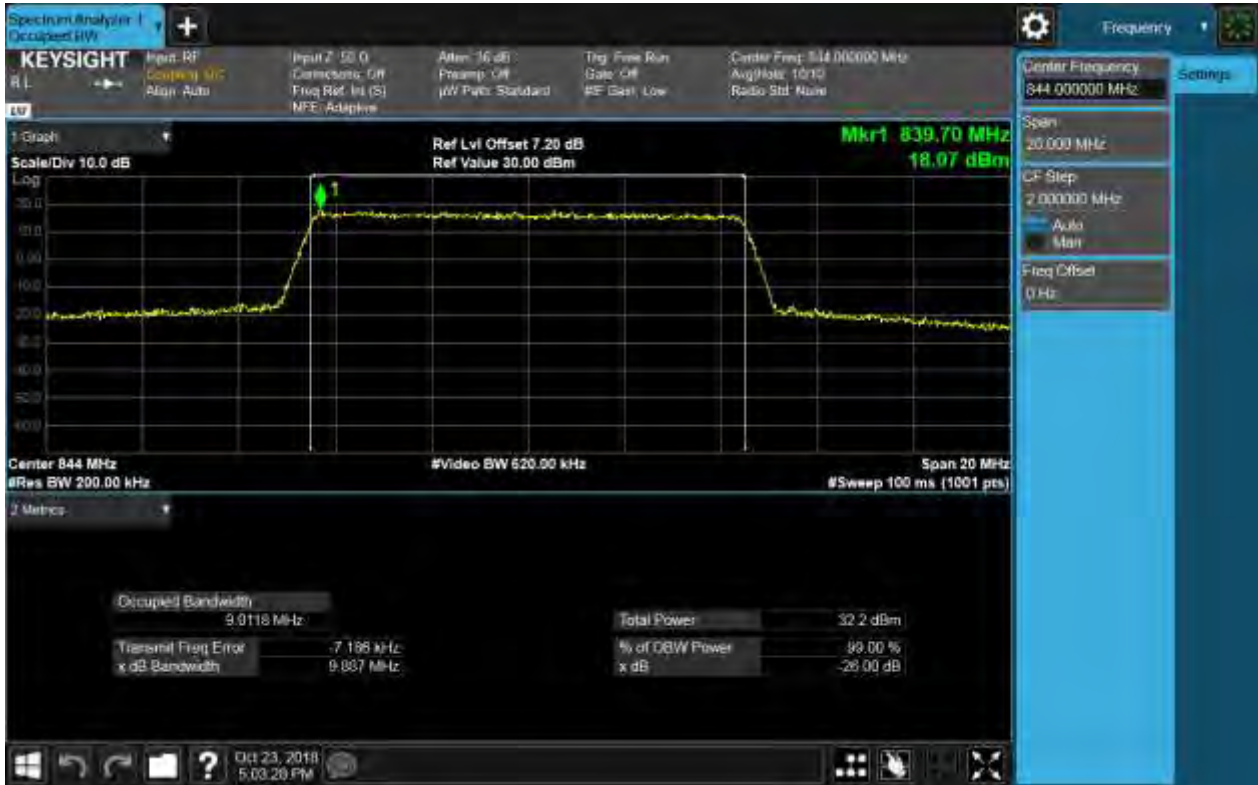 Spectrum Analyzer 1
Occupied BW
Frequency
KEYSIGHT
R L
Input: RF
Coupling: DC
Align: Auto
Input Z: 50 Ω
Corrections: Off
Freq Ref: Int (S)
NFE: Adaptive
Atten: 36 dB
Preamp: Off
µW Path: Standard
Trig: Free Run
Gate: Off
#IF Gain: Low
Center Freq: 844.000000 MHz
Avg|Hold: 10/10
Radio Std: None
Center Frequency
844.000000 MHz
Settings
Span
20.000 MHz
CF Step
2.000000 MHz
Auto
Man
Freq Offset
0 Hz
1 Graph
Scale/Div 10.0 dB
Ref Lvl Offset 7.20 dB
Ref Value 30.00 dBm
Mkr1 839.70 MHz
18.07 dBm
Log
1
10.0
0.00
Center 844 MHz
#Res BW 200.00 kHz
#Video BW 620.00 kHz
Span 20 MHz
#Sweep 100 ms (1001 pts)
2 Metrics
Occupied Bandwidth
MHz
Total Power
32.2 dBm
Transmit Freq Error
-7.186 kHz
% of OBW Power
99.00 %
x dB Bandwidth
MHz
x dB
-26.00 dB
?
Oct 23, 2018
PM